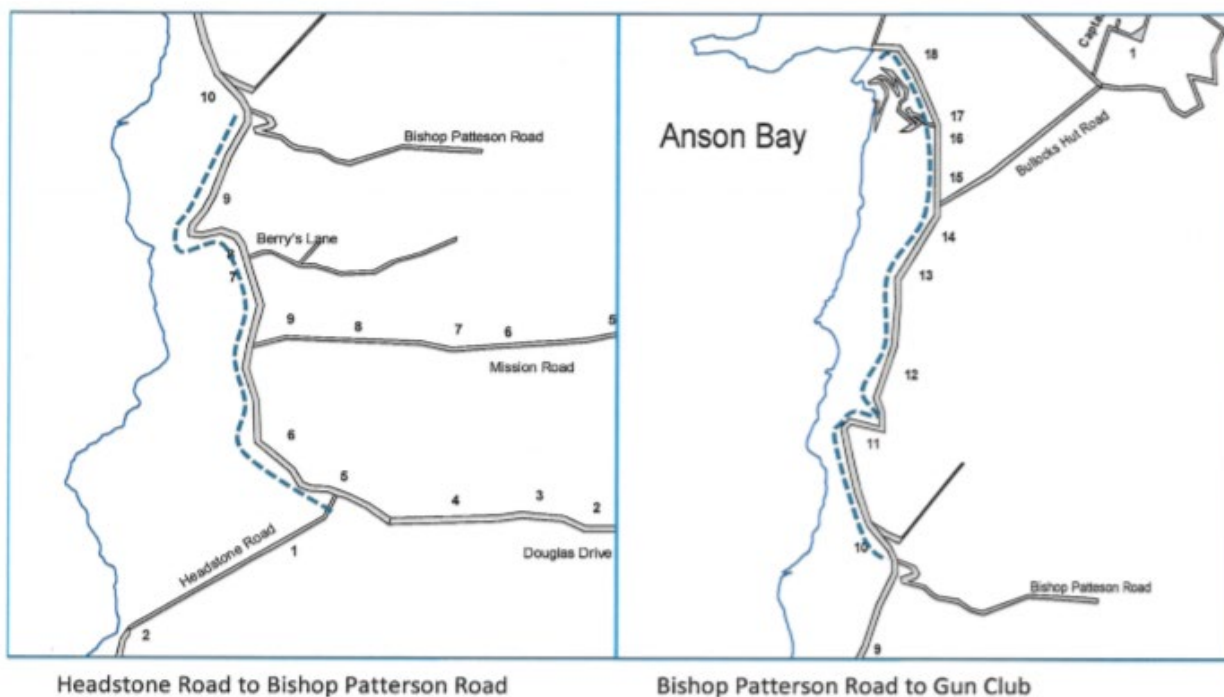 10
Bishop Patteson Road
9
Berry's Lane
8
7
9
8
7
6
5
Mission Road
6
5
4
3
2
Douglas Drive
Headstone Road
1
2
Headstone Road to Bishop Patterson Road
18
1
Anson Bay
17
16
15
Bullocks Hut Road
14
13
12
11
10
Bishop Patteson Road
9
Bishop Patterson Road to Gun Club